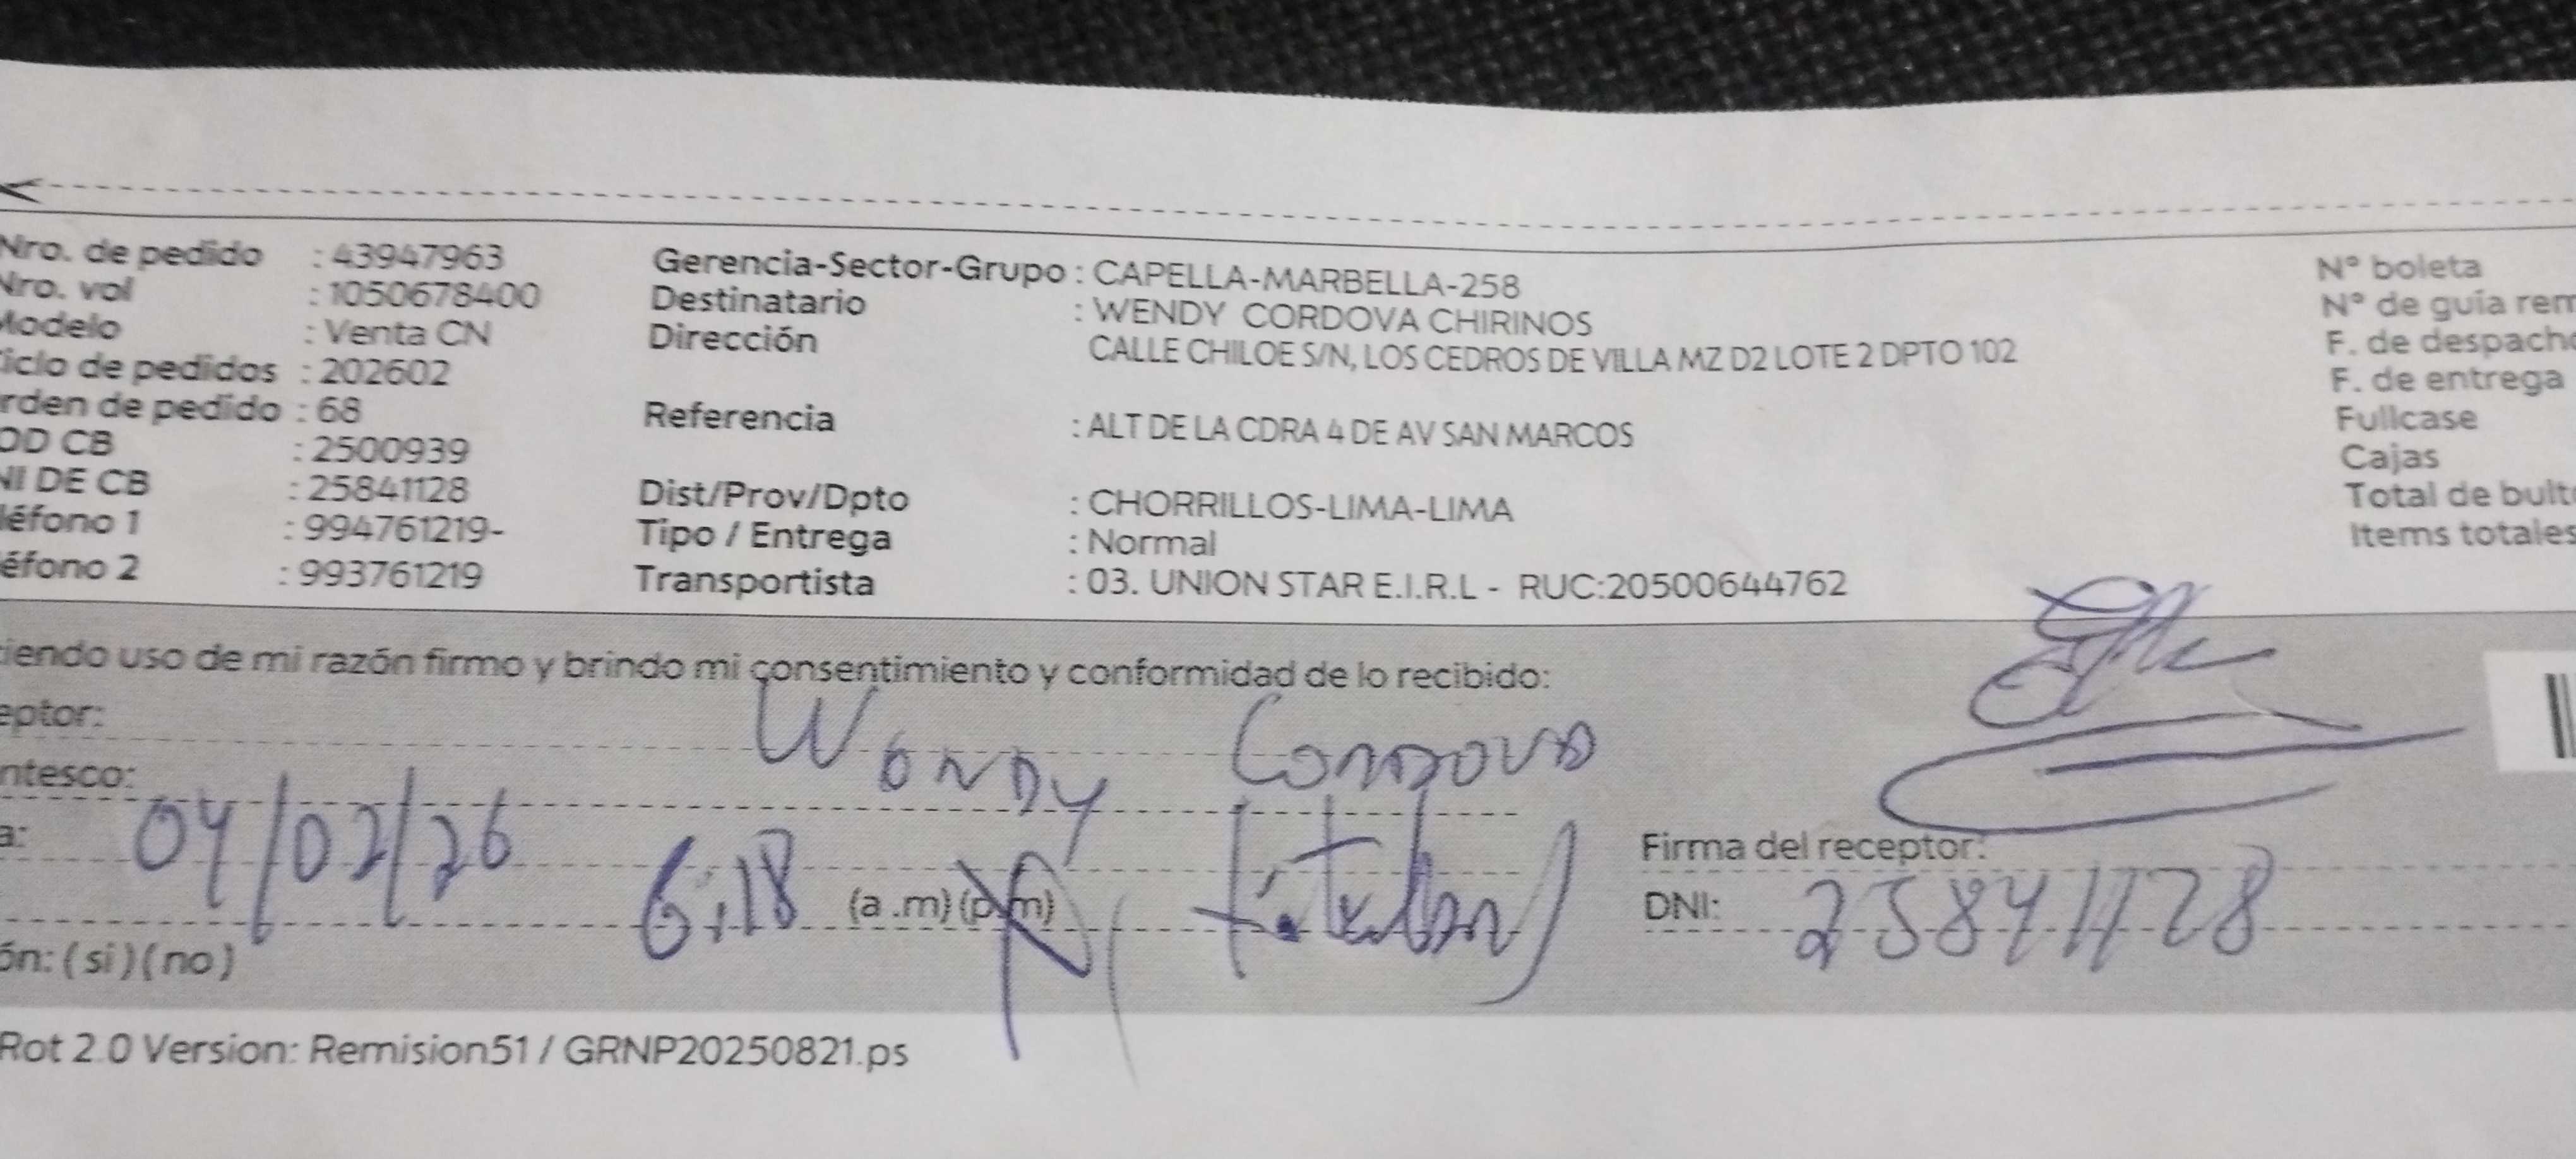 Nro. de pedido : 43947963
Nro. vol : 1050678400
Modelo : Venta CN
iclo de pedidos : 202602
rden de pedido : 68
OD CB : 2500939
NI DE CB : 25841128
léfono 1 : 994761219-
éfono 2 : 993761219
Gerencia-Sector-Grupo : CAPELLA-MARBELLA-258
Destinatario : WENDY CORDOVA CHIRINOS
Dirección CALLE CHILOE S/N, LOS CEDROS DE VILLA MZ D2 LOTE 2 DPTO 102
Referencia : ALT DE LA CDRA 4 DE AV SAN MARCOS
Dist/Prov/Dpto : CHORRILLOS-LIMA-LIMA
Tipo / Entrega : Normal
Transportista : 03. UNION STAR E.I.R.L - RUC:20500644762
N° boleta
N° de guía rem
F. de despacho
F. de entrega
Fullcase
Cajas
Total de bult
Items totales
iendo uso de mi razón firmo y brindo mi consentimiento y conformidad de lo recibido:
eptor: Wendy Cordova
ntesco:
a: 04/02/26
6:18 (a .m) (p.m) (titular)
Firma del receptor:
DNI: 25841128
ón: ( si ) ( no )
Rot 2.0 Version: Remision51 / GRNP20250821.ps